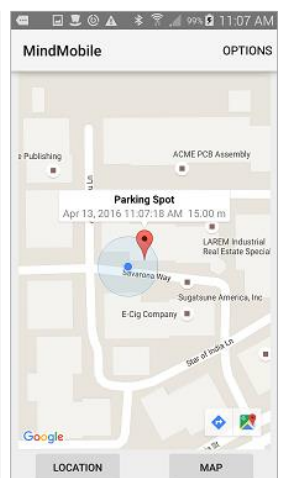 99% 11:07 AM
MindMobile
OPTIONS
s Publishing
ACME PCB Assembly
Parking Spot
Apr 13, 2016 11:07:18 AM 15.00 m
LAREM Industrial
Real Estate Special
Savarona Way
Sugatsune America, Inc
E-Cig Company
Star of India Ln
Google
LOCATION
MAP